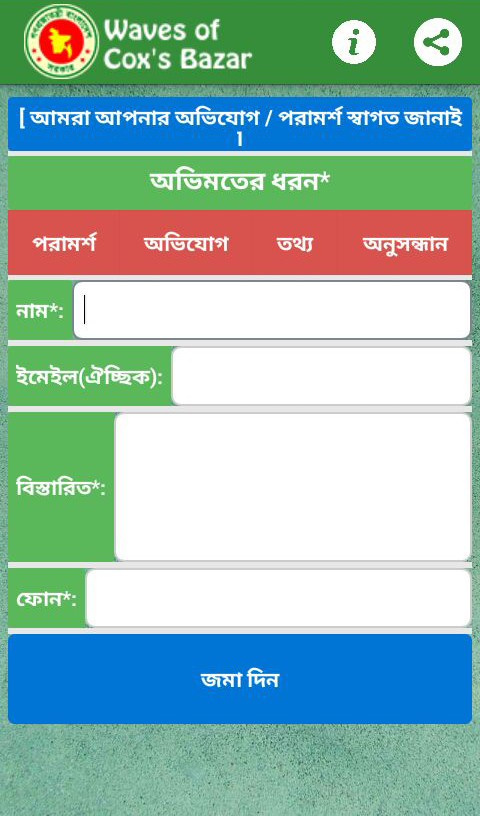 Waves of
Cox's Bazar
[ আমরা আপনার অভিযোগ / পরামর্শ স্বাগত জানাই
]
অভিমতের ধরন*
পরামর্শ অভিযোগ তথ্য অনুসন্ধান
নাম*:
ইমেইল(ঐচ্ছিক):
বিস্তারিত*:
ফোন*:
জমা দিন